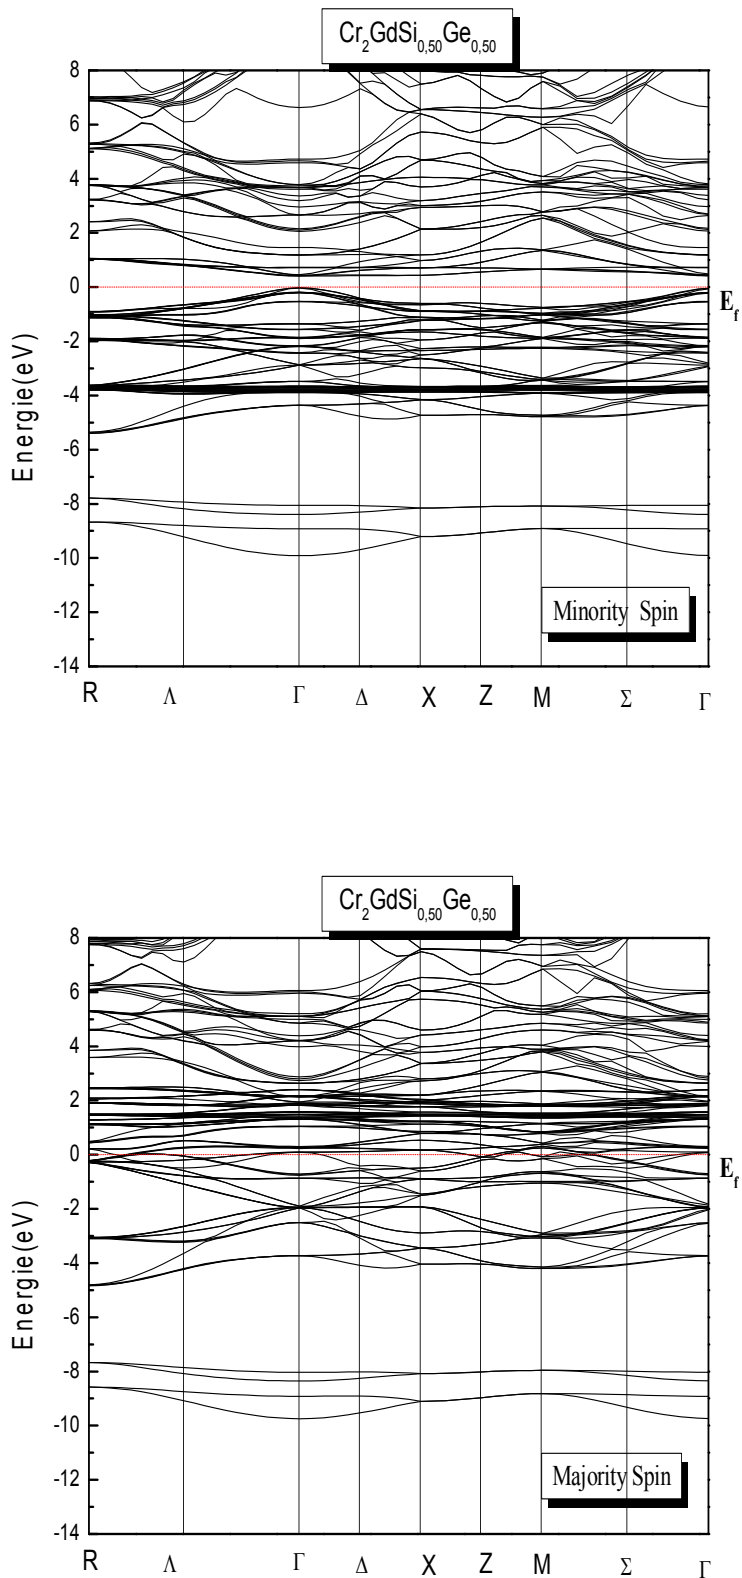 Cr2GdSi0,50Ge0,50
8
6
4
2
0
-2
-4
-6
-8
-10
-12
-14
Energie(eV)
Ef
Minority Spin
R Λ Γ Δ X Z M Σ Γ
Cr2GdSi0,50Ge0,50
8
6
4
2
0
-2
-4
-6
-8
-10
-12
-14
Energie(eV)
Ef
Majority Spin
R Λ Γ Δ X Z M Σ Γ